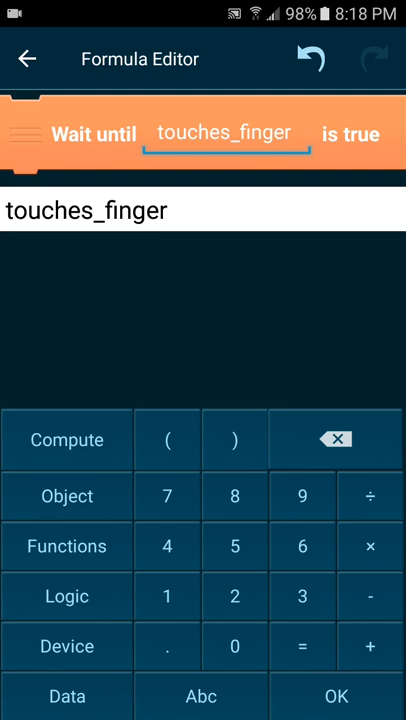 98% 8:18 PM
Formula Editor
Wait until touches_finger is true
touches_finger
Compute ( )
Object 7 8 9 ÷
Functions 4 5 6 ×
Logic 1 2 3 -
Device . 0 = +
Data Abc OK